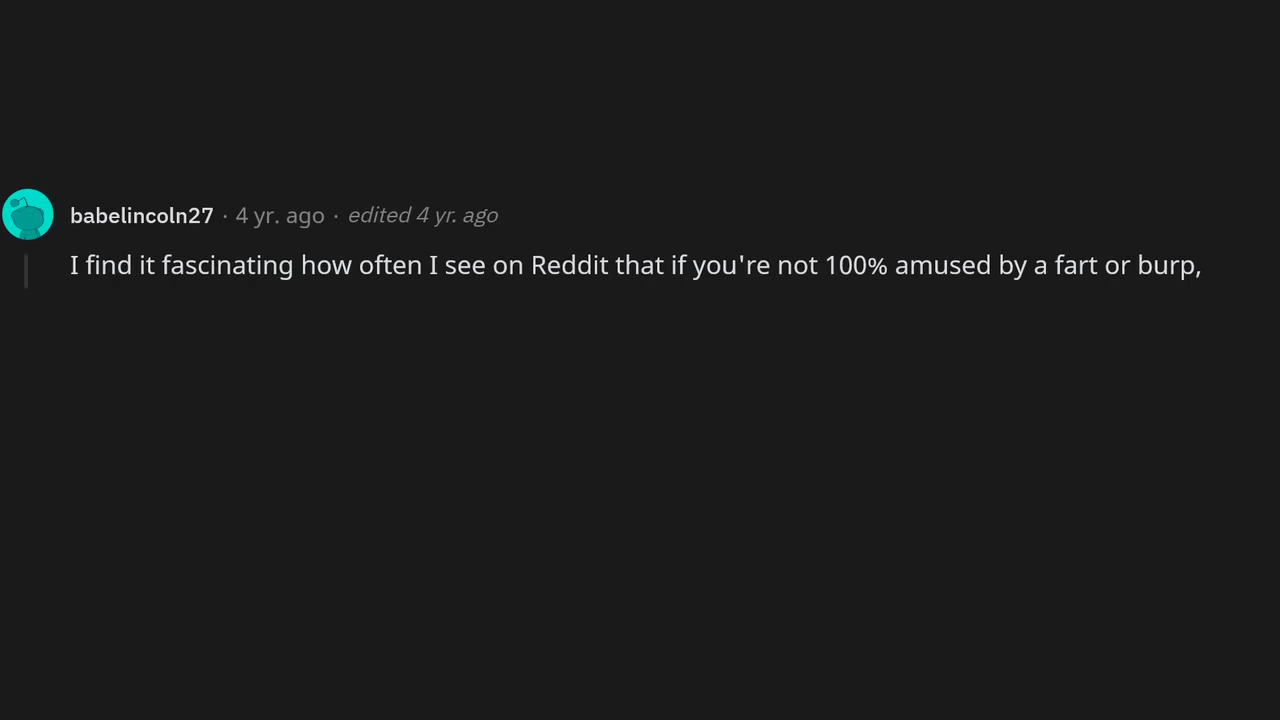 babelincoln27 · 4 yr. ago · edited 4 yr. ago
I find it fascinating how often I see on Reddit that if you're not 100% amused by a fart or burp,